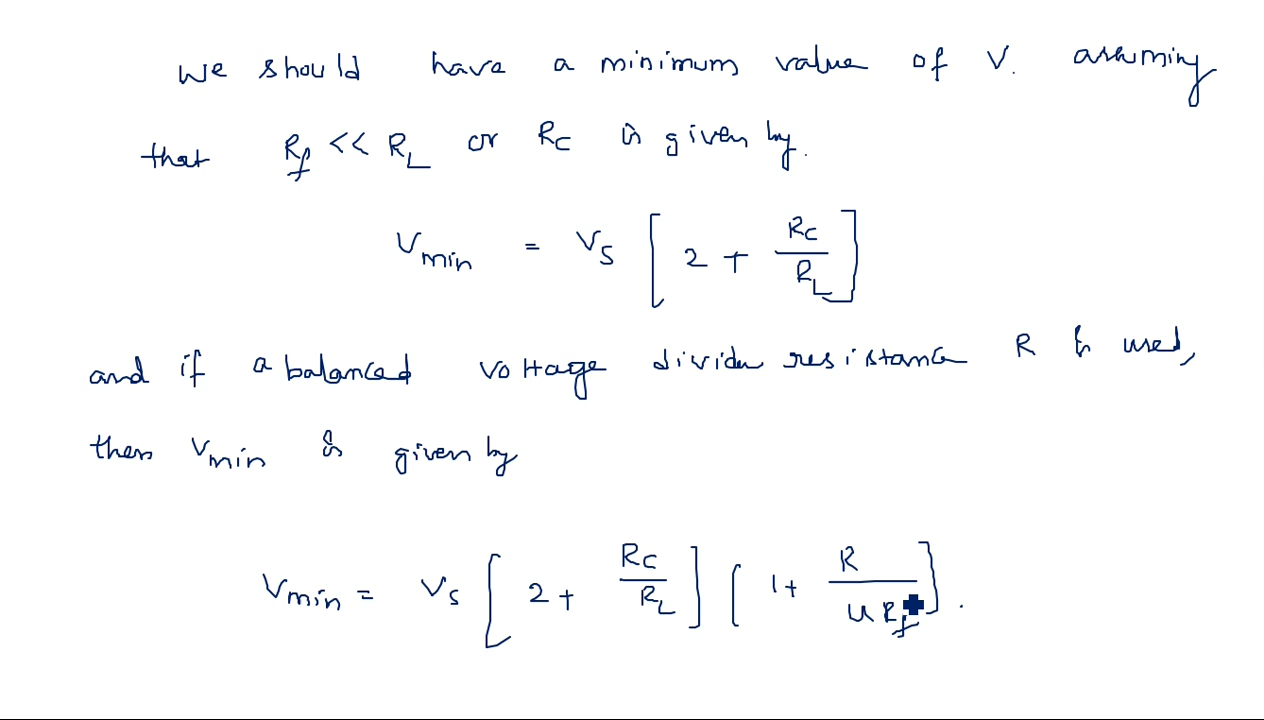 We should have a minimum value of V. assuming
that Rf << RL or RC is given by.
Vmin = VS [ 2 + RC/RL ]
and if a balanced voltage divider resistance R is used,
then Vmin is given by
Vmin = VS [ 2 + RC/RL ] [ 1 + R/4Rf ].